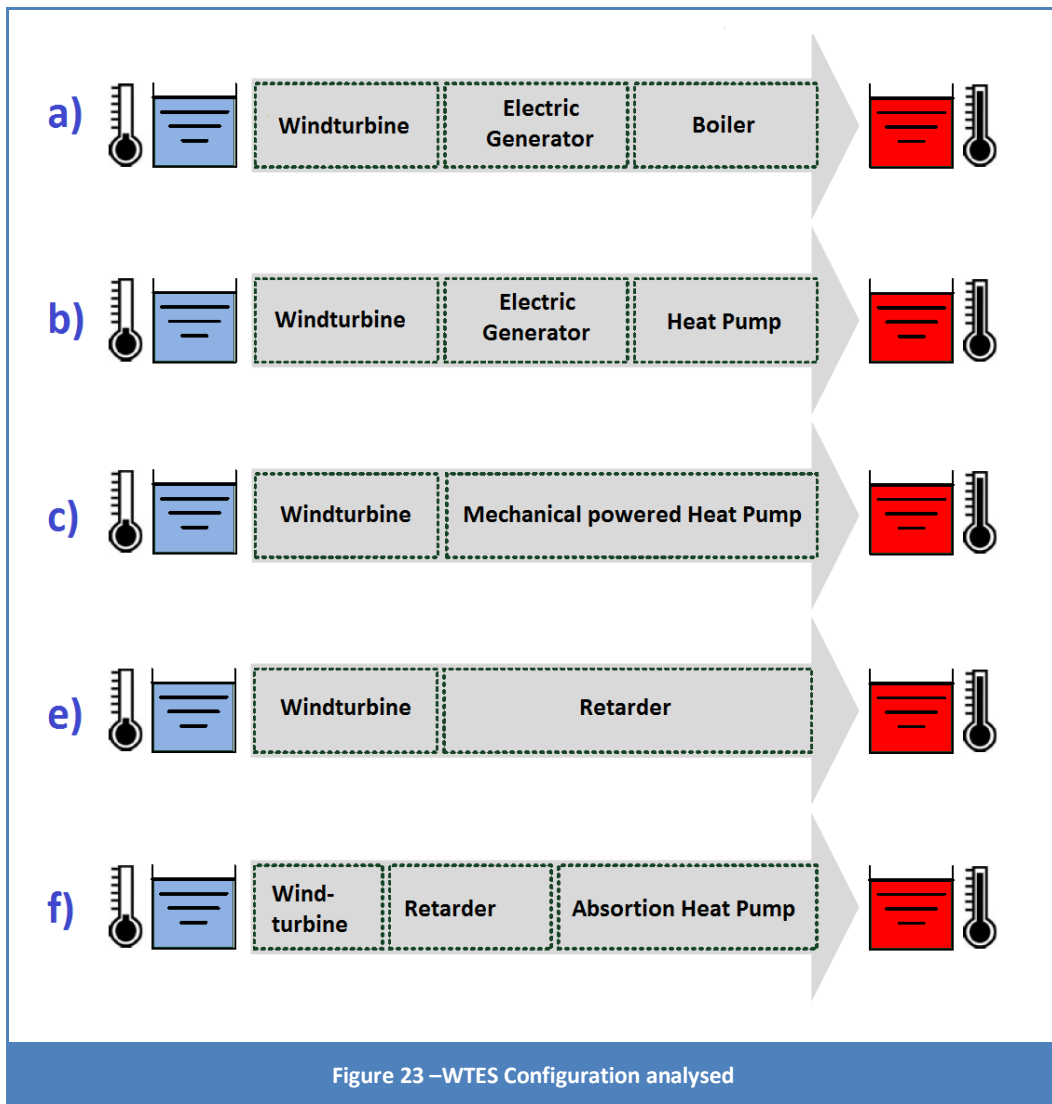 a)
Windturbine
Electric
Generator
Boiler
b)
Windturbine
Electric
Generator
Heat Pump
c)
Windturbine
Mechanical powered Heat Pump
e)
Windturbine
Retarder
f)
Wind-
turbine
Retarder
Absortion Heat Pump
Figure 23 –WTES Configuration analysed